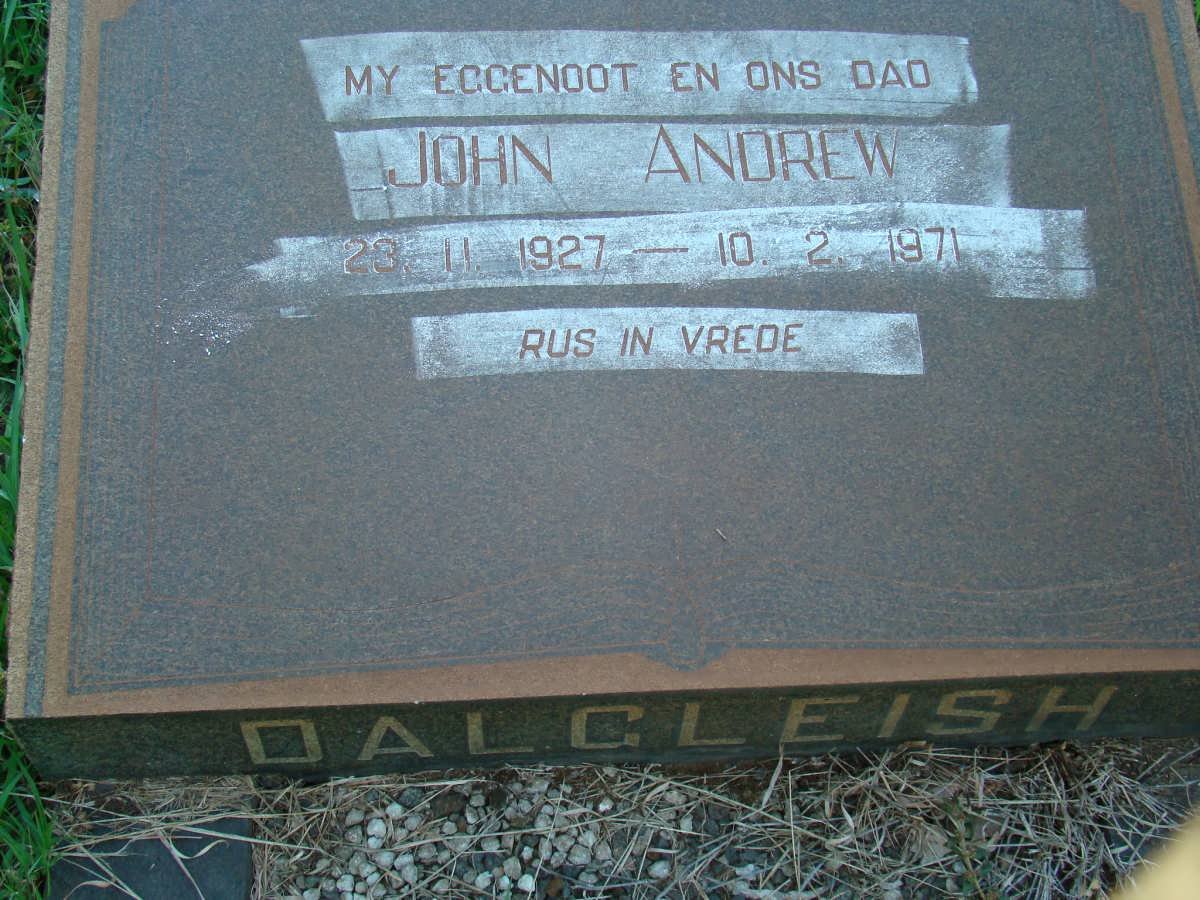 MY EGGENOOT EN ONS DAD
JOHN ANDREW
23. 11. 1927 — 10. 2. 1971
RUS IN VREDE
DALGLEISH